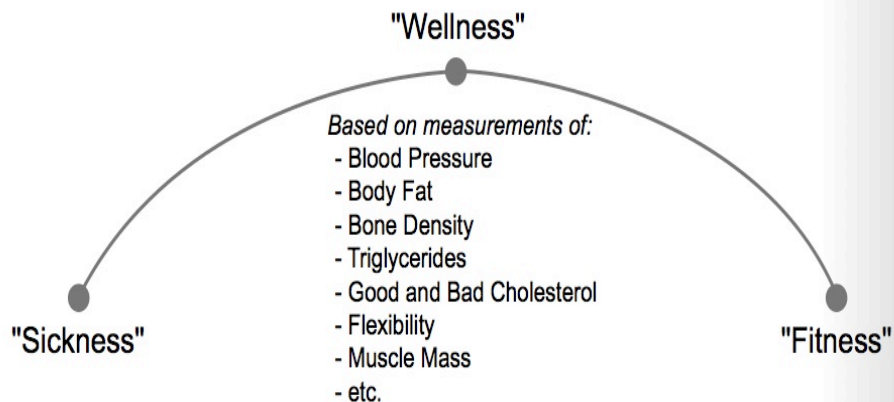 "Wellness"
Based on measurements of:
- Blood Pressure
- Body Fat
- Bone Density
- Triglycerides
- Good and Bad Cholesterol
- Flexibility
- Muscle Mass
- etc.
"Sickness"
"Fitness"